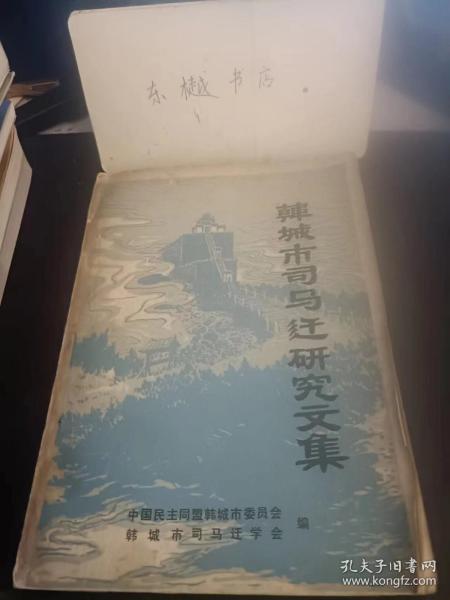 东樾书店
韩城市司马迁研究文集
中国民主同盟韩城市委员会
韩城市司马迁学会
编
孔夫子旧书网
www.kongfz.com